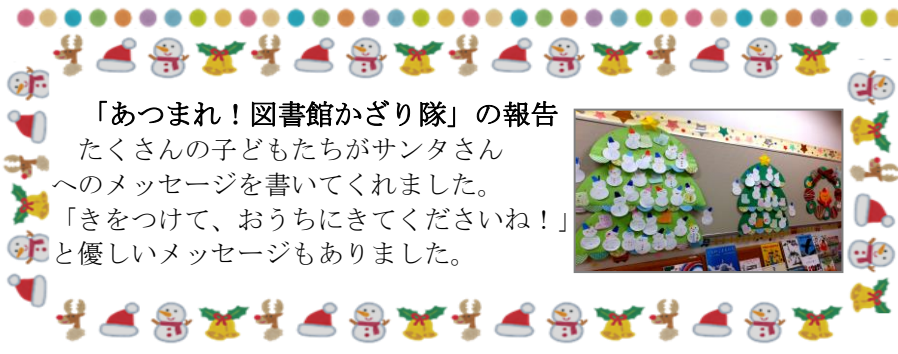 「あつまれ！図書館かざり隊」の報告
たくさんの子どもたちがサンタさん
へのメッセージを書いてくれました。
「きをつけて、おうちにきてくださいね！」
と優しいメッセージもありました。